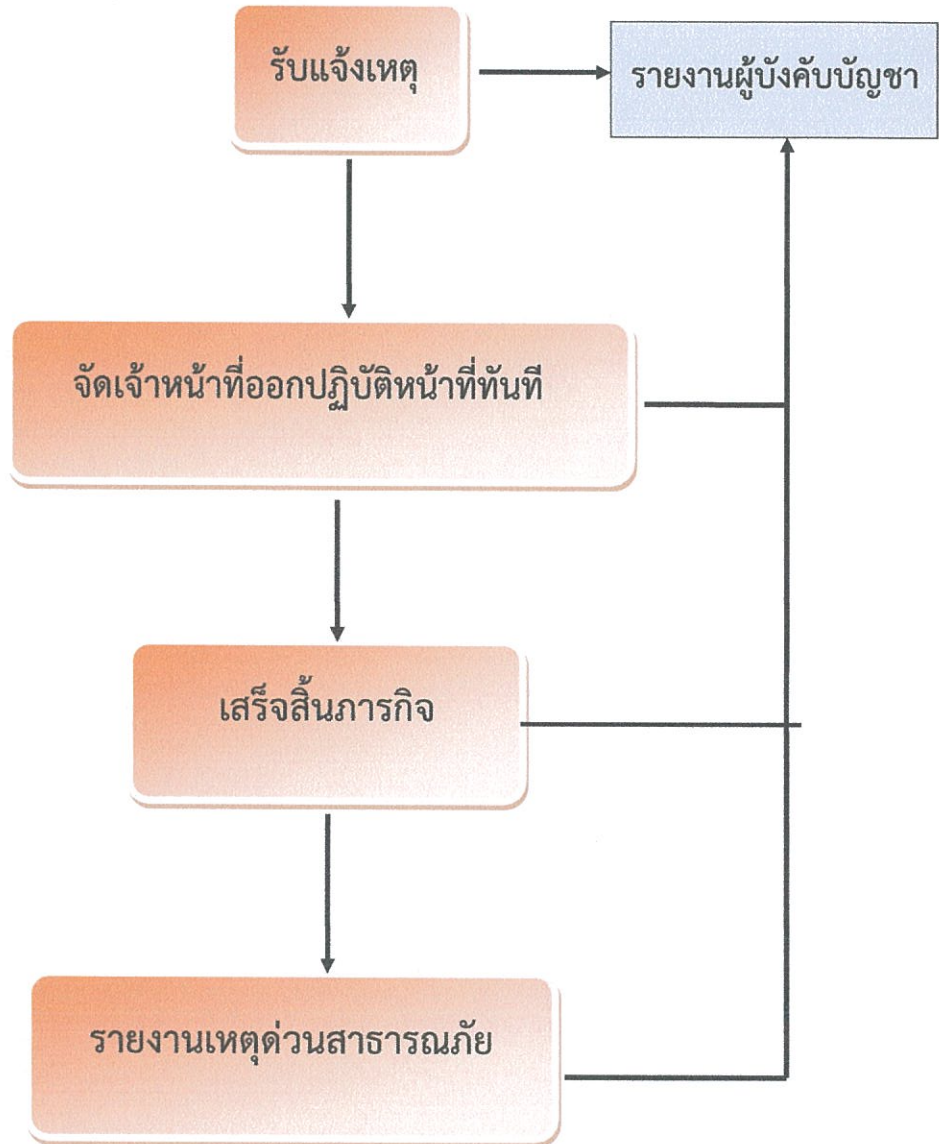 รับแจ้งเหตุ
รายงานผู้บังคับบัญชา
จัดเจ้าหน้าที่ออกปฏิบัติหน้าที่ทันที
เสร็จสิ้นภารกิจ
รายงานเหตุด่วนสาธารณภัย